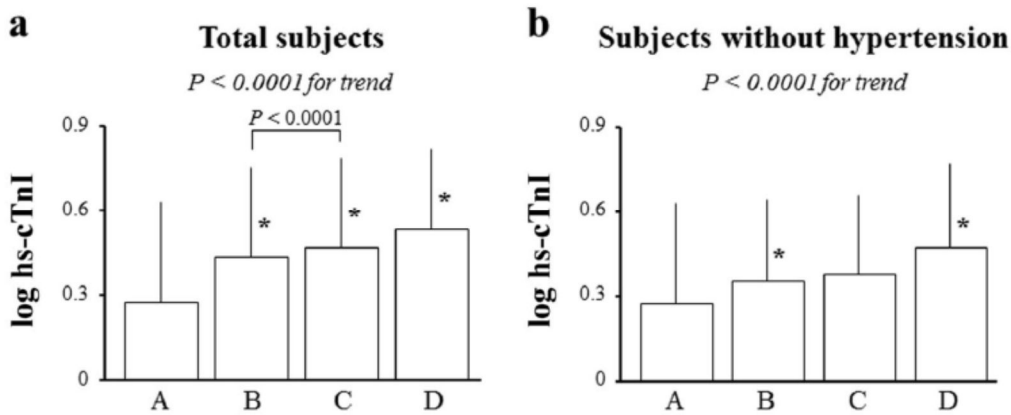 a
Total subjects
P < 0.0001 for trend
P < 0.0001
log hs-cTnI
0.9
0.6
0.3
0
*
*
*
A B C D
b
Subjects without hypertension
P < 0.0001 for trend
log hs-cTnI
0.9
0.6
0.3
0
*
*
A B C D